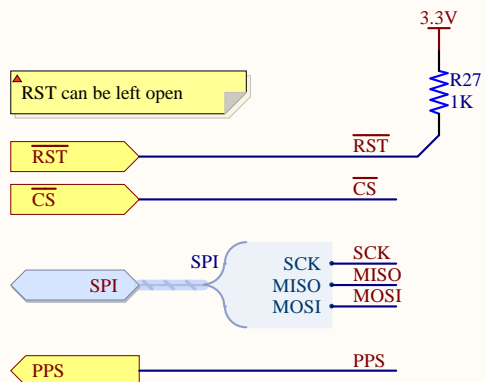 3.3V
R27
1K
RST can be left open
RST RST
CS CS
SPI SPI SCK SCK
MISO MISO
MOSI MOSI
PPS PPS